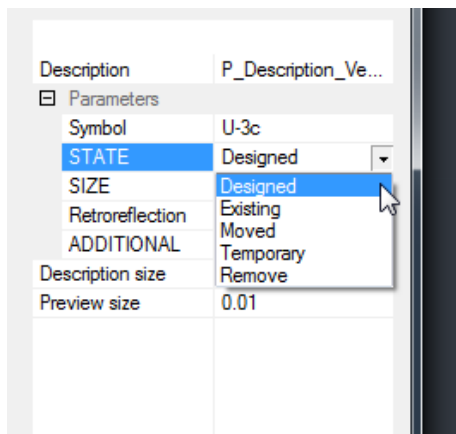 Description P_Description_Ve...
Parameters
Symbol U-3c
STATE Designed
SIZE Designed
Retroreflection Existing
Moved
ADDITIONAL Temporary
Description size Remove
Preview size 0.01